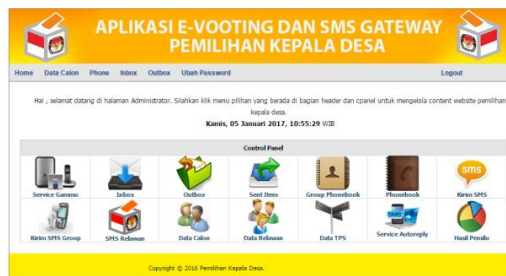 APLIKASI E-VOOTING DAN SMS GATEWAY
PEMILIHAN KEPALA DESA
Home Data Calon Phone Inbox Outbox Ubah Password Logout
Hai , selamat datang di halaman Administrator. Silahkan klik menu pilihan yang berada di bagian header dan cpanel untuk mengelola content website pemilihan
kepala desa.
Kamis, 05 Januari 2017, 10:55:29 WIB
Control Panel
Service Gammu Inbox Outbox Sent Item Group Phonebook Phonebook Kirim SMS
Kirim SMS Group SMS Relawan Data Calon Data Relawan Data TPS Service Autoreply Hasil Pemilu
Copyright © 2016 Pemilihan Kepala Desa.